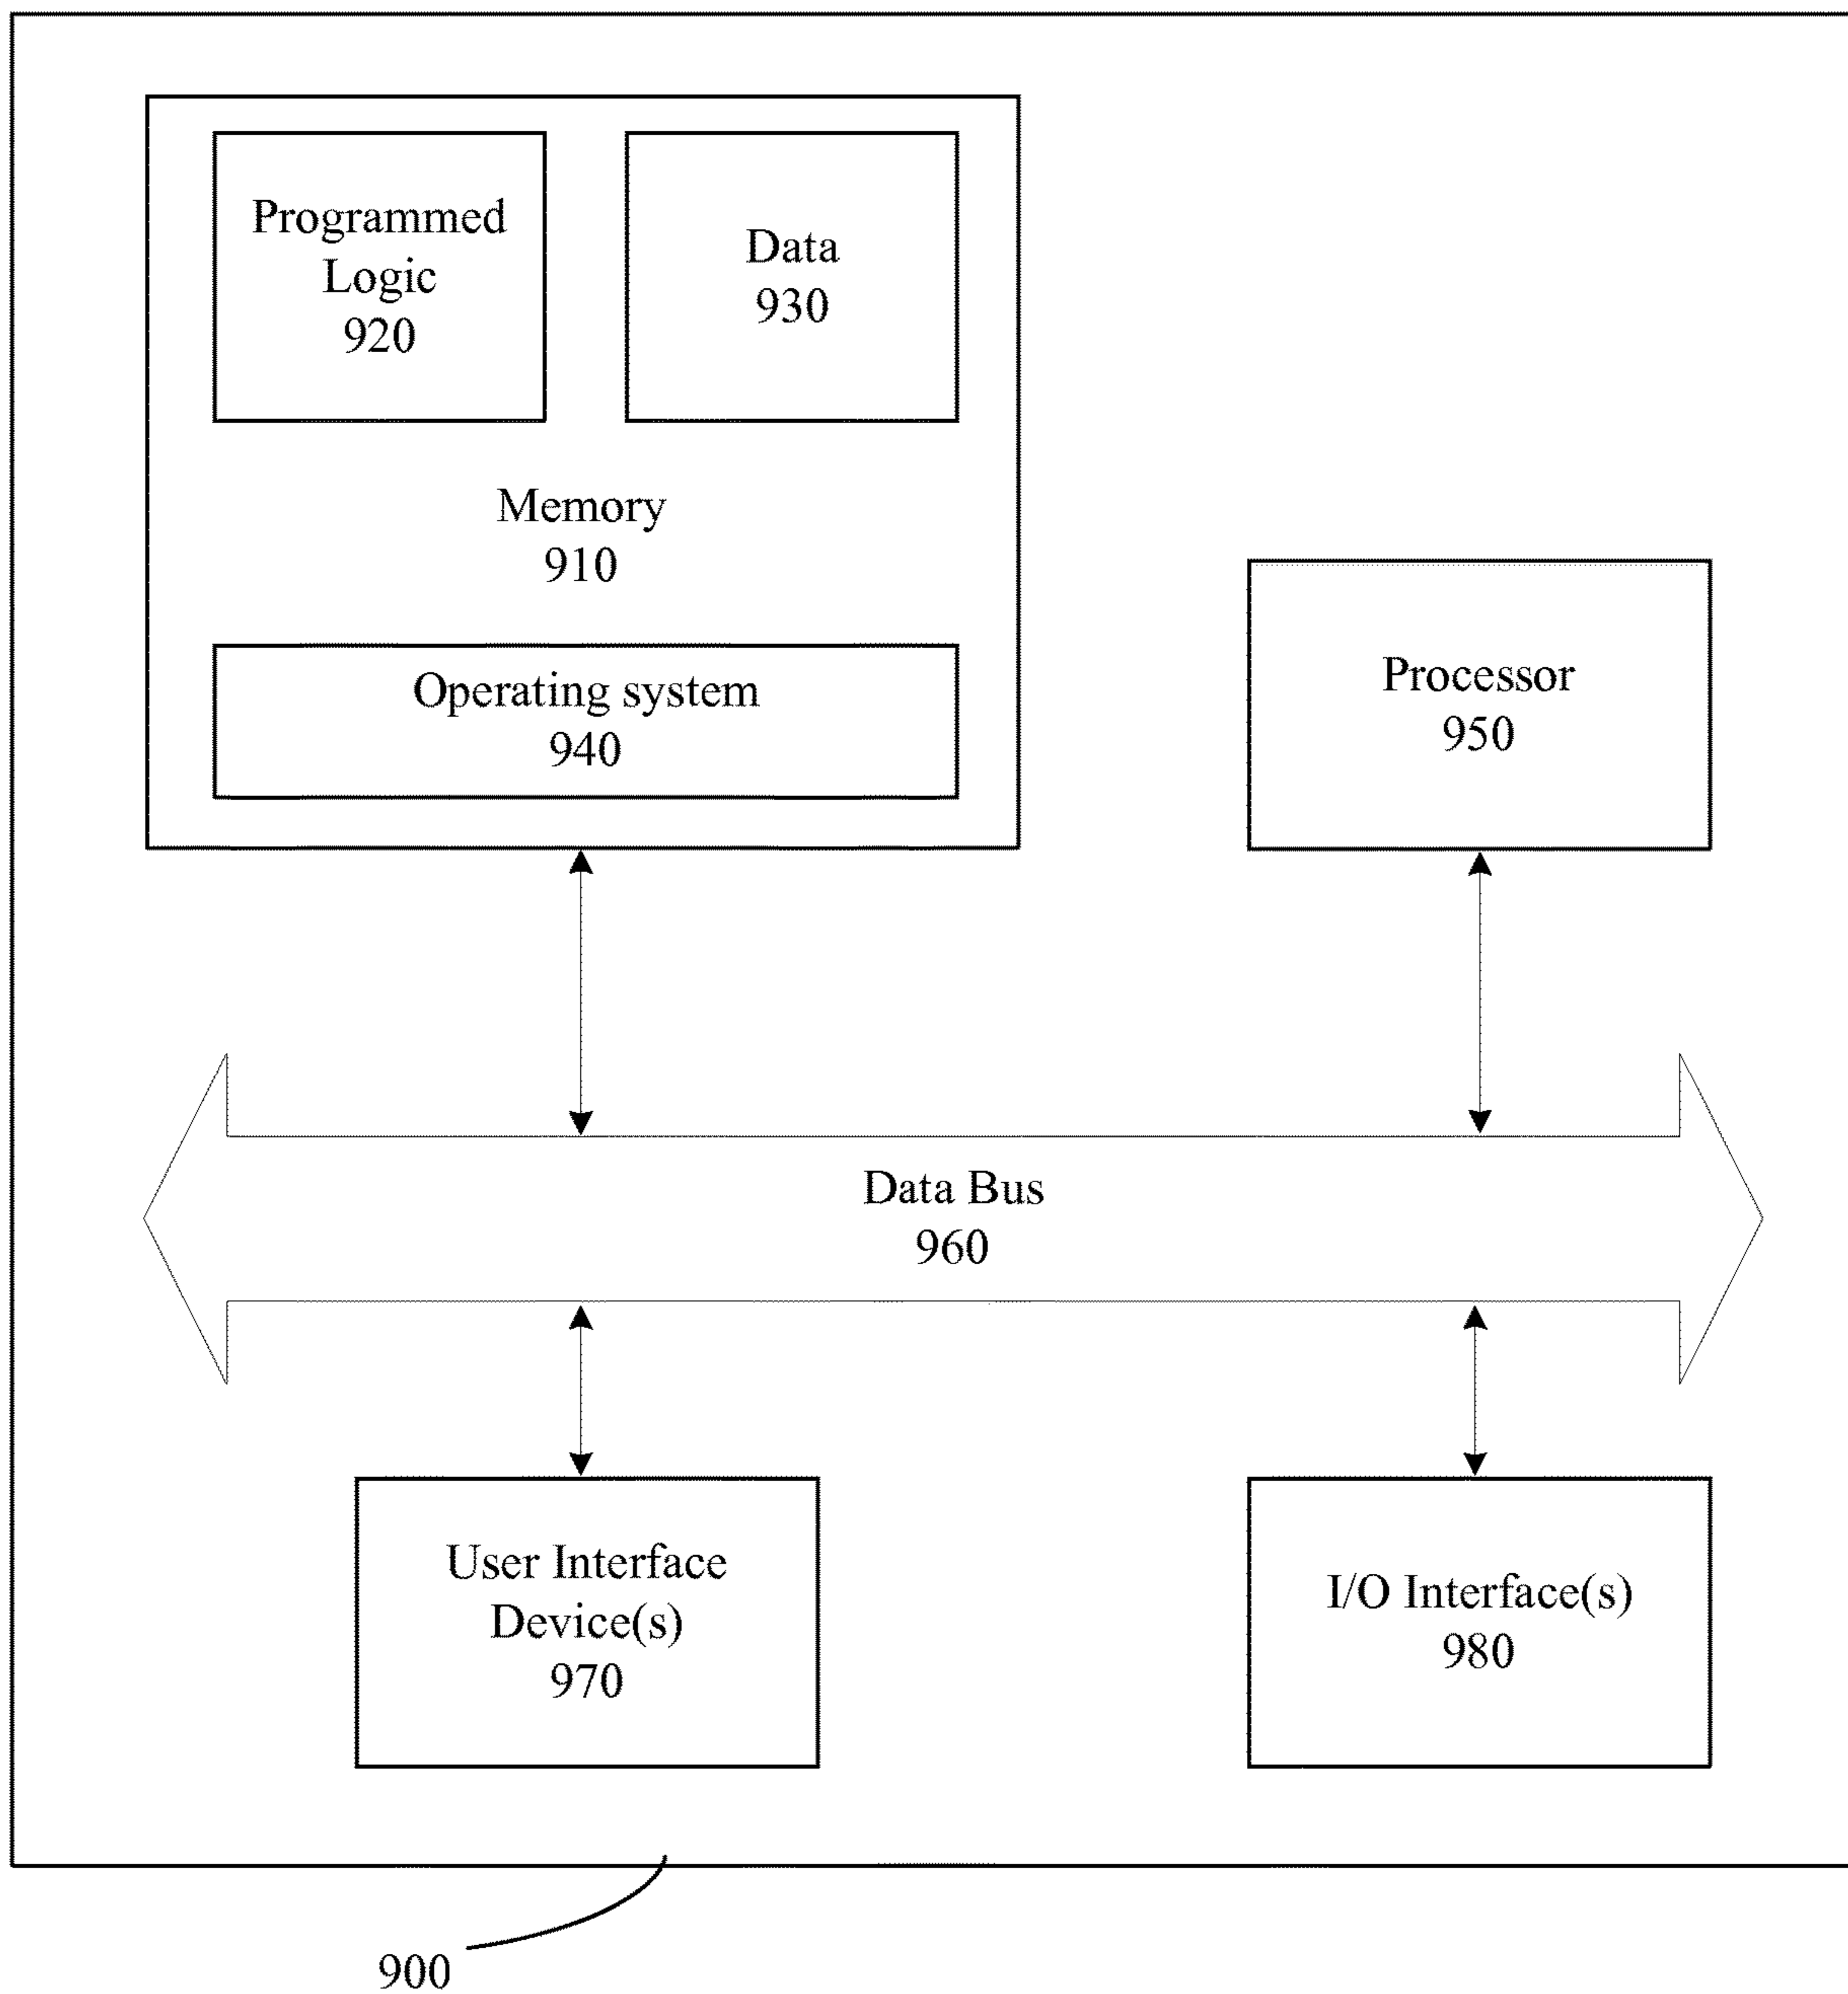 Programmed
Logic
920
Data
930
Memory
910
Operating system
940
Processor
950
Data Bus
960
User Interface
Device(s)
970
I/O Interface(s)
980
900